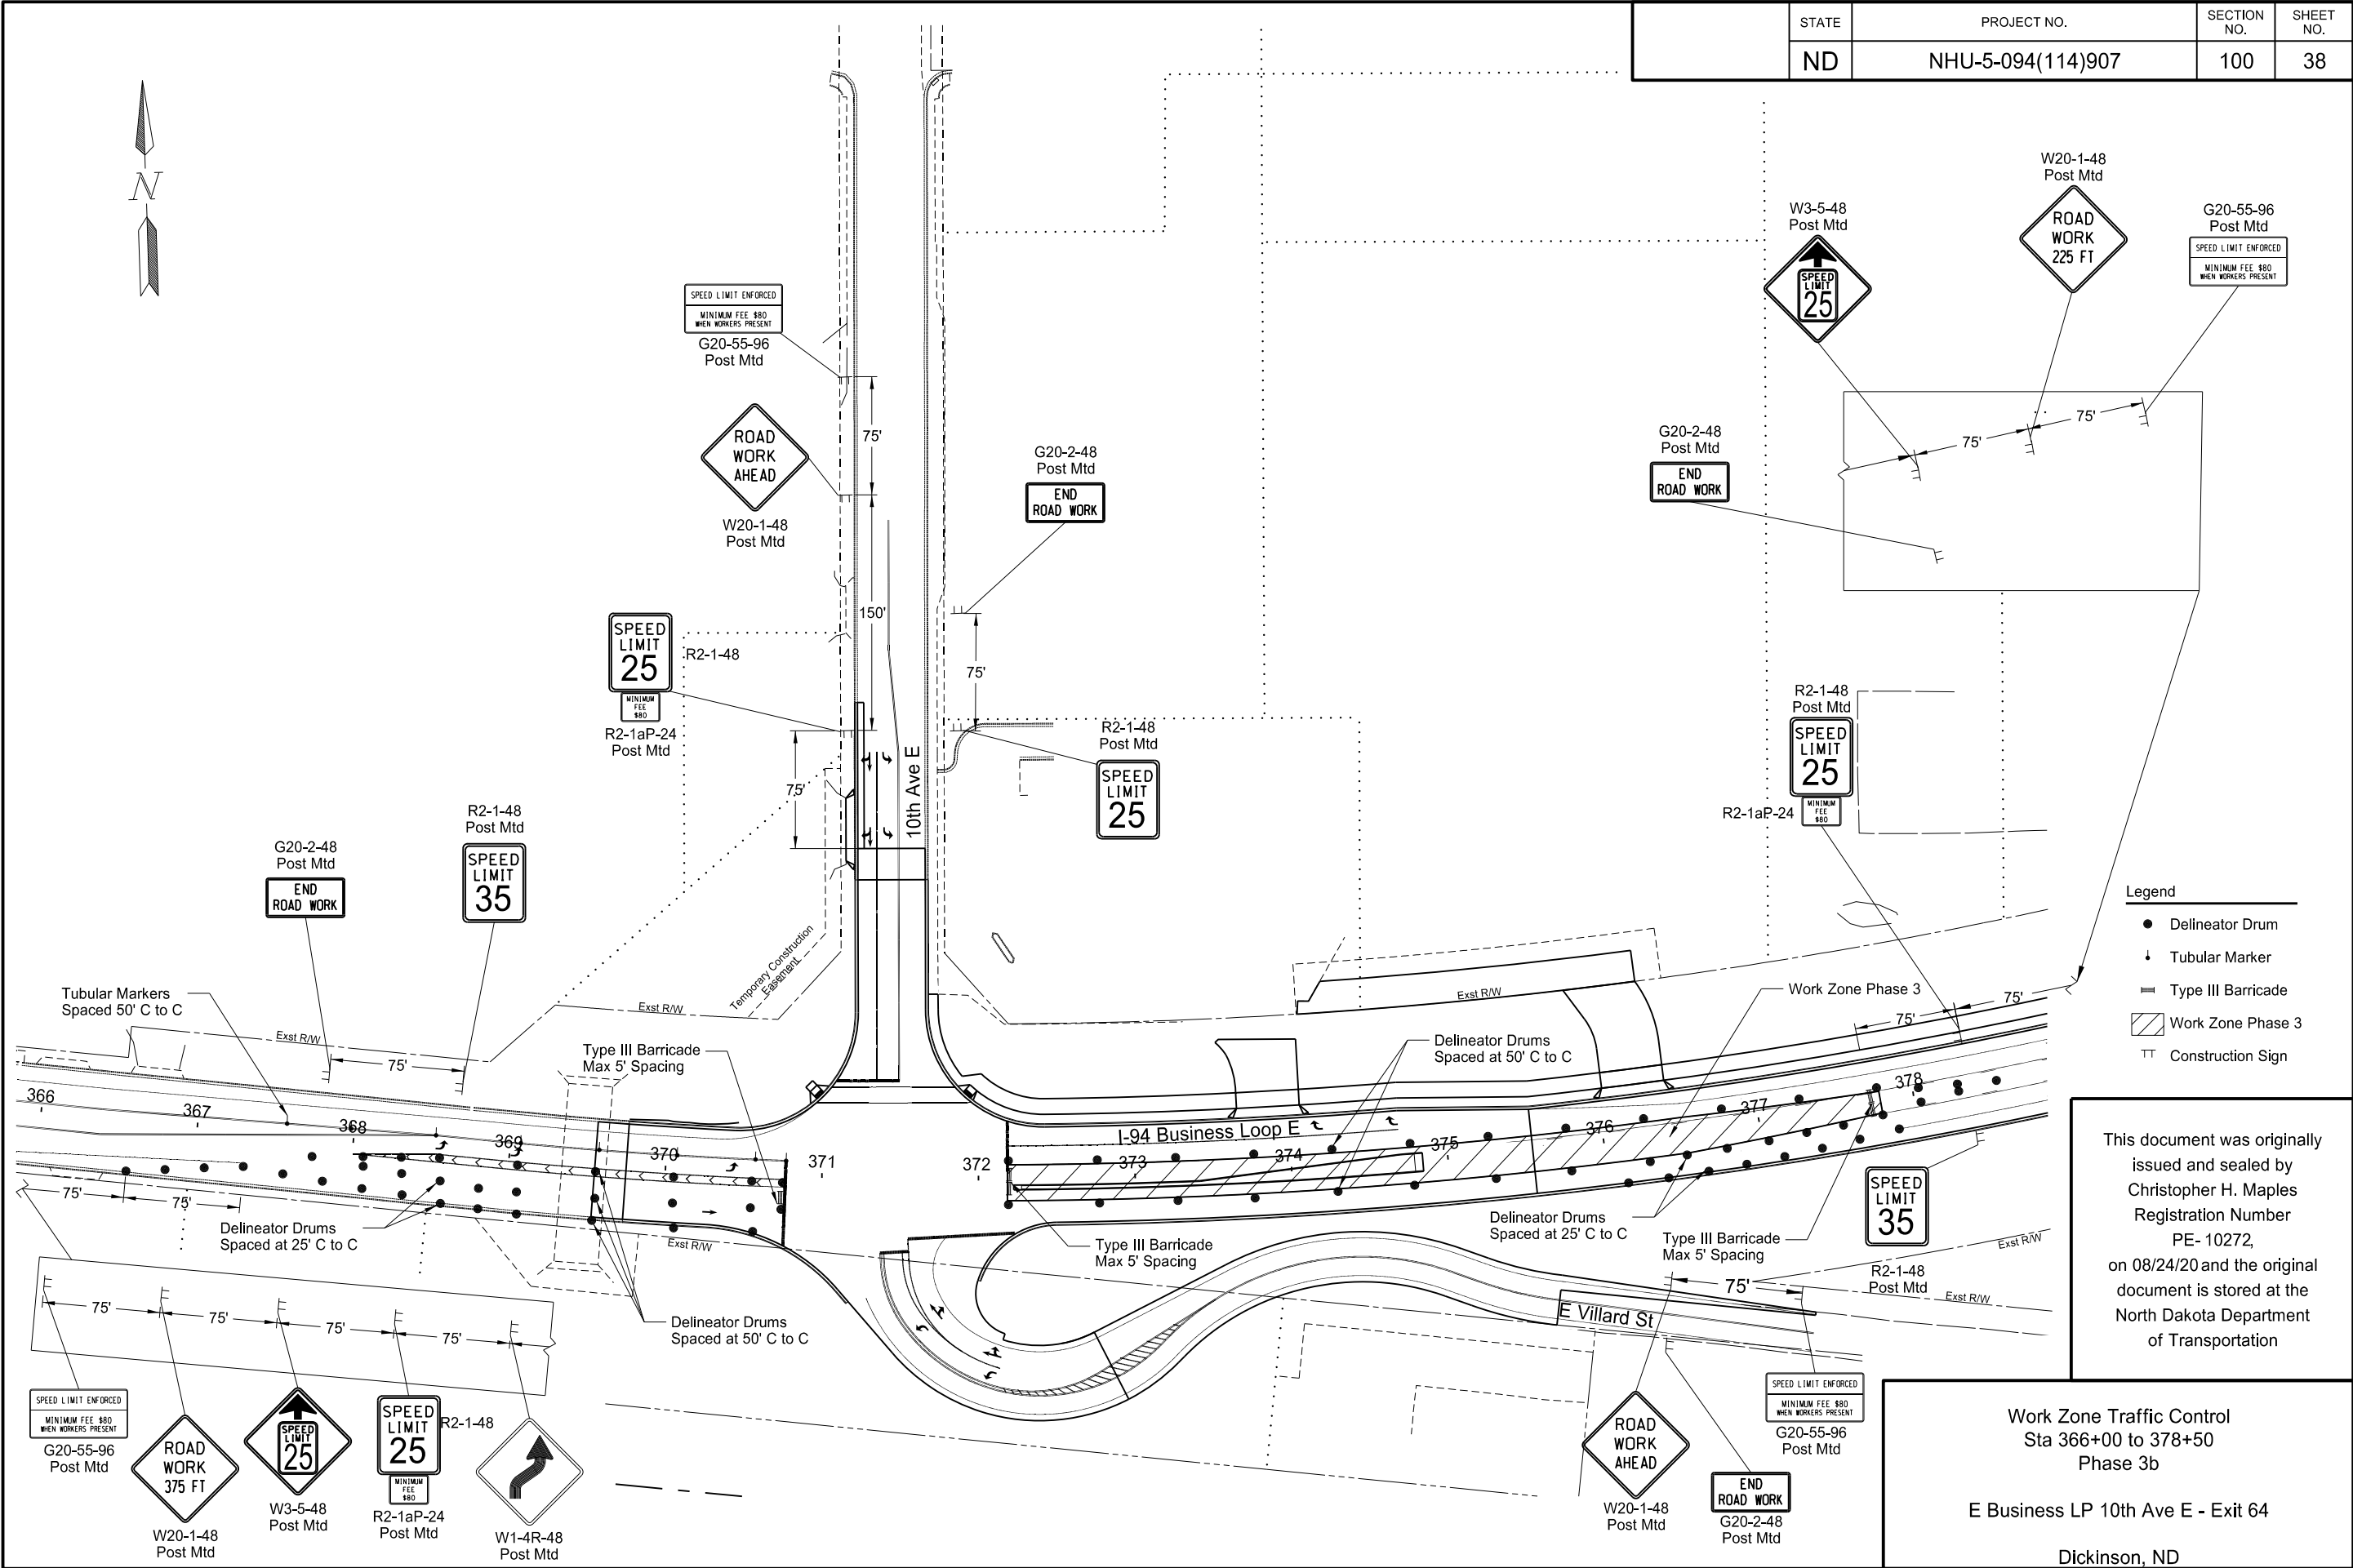 STATE
PROJECT NO.
SECTION
NO.
SHEET
NO.
ND
NHU-5-094(114)907
100
38
N
W20-1-48
Post Mtd
ROAD
WORK
225 FT
W3-5-48
Post Mtd
SPEED
LIMIT
25
G20-55-96
Post Mtd
SPEED LIMIT ENFORCED
MINIMUM FEE $80
WHEN WORKERS PRESENT
75'
75'
G20-2-48
Post Mtd
END
ROAD WORK
SPEED LIMIT ENFORCED
MINIMUM FEE $80
WHEN WORKERS PRESENT
G20-55-96
Post Mtd
75'
ROAD
WORK
AHEAD
W20-1-48
Post Mtd
G20-2-48
Post Mtd
END
ROAD WORK
150'
SPEED
LIMIT
25
R2-1-48
MINIMUM
FEE
$80
R2-1aP-24
Post Mtd
75'
75'
10th Ave E
R2-1-48
Post Mtd
SPEED
LIMIT
25
R2-1-48
Post Mtd
SPEED
LIMIT
25
R2-1aP-24
MINIMUM
FEE
$80
R2-1-48
Post Mtd
SPEED
LIMIT
35
G20-2-48
Post Mtd
END
ROAD WORK
Legend
Delineator Drum
Tubular Marker
Type III Barricade
Work Zone Phase 3
Construction Sign
Temporary Construction
Easement
Tubular Markers
Spaced 50' C to C
Exst R/W
Exst R/W
Exst R/W
Work Zone Phase 3
75'
75'
75'
Type III Barricade
Max 5' Spacing
Delineator Drums
Spaced at 50' C to C
366
367
368
369
370
371
372
373
374
375
376
377
378
I-94 Business Loop E
75'
75'
Delineator Drums
Spaced at 25' C to C
Exst R/W
Type III Barricade
Max 5' Spacing
Delineator Drums
Spaced at 25' C to C
Type III Barricade
Max 5' Spacing
SPEED
LIMIT
35
R2-1-48
Post Mtd
Exst R/W
Exst R/W
75'
E Villard St
Delineator Drums
Spaced at 50' C to C
75'
75'
75'
75'
SPEED LIMIT ENFORCED
MINIMUM FEE $80
WHEN WORKERS PRESENT
G20-55-96
Post Mtd
ROAD
WORK
375 FT
W20-1-48
Post Mtd
SPEED
LIMIT
25
W3-5-48
Post Mtd
SPEED
LIMIT
25
R2-1-48
MINIMUM
FEE
$80
R2-1aP-24
Post Mtd
W1-4R-48
Post Mtd
ROAD
WORK
AHEAD
W20-1-48
Post Mtd
END
ROAD WORK
G20-2-48
Post Mtd
SPEED LIMIT ENFORCED
MINIMUM FEE $80
WHEN WORKERS PRESENT
G20-55-96
Post Mtd
This document was originally
issued and sealed by
Christopher H. Maples
Registration Number
PE- 10272,
on 08/24/20 and the original
document is stored at the
North Dakota Department
of Transportation
Work Zone Traffic Control
Sta 366+00 to 378+50
Phase 3b
E Business LP 10th Ave E - Exit 64
Dickinson, ND